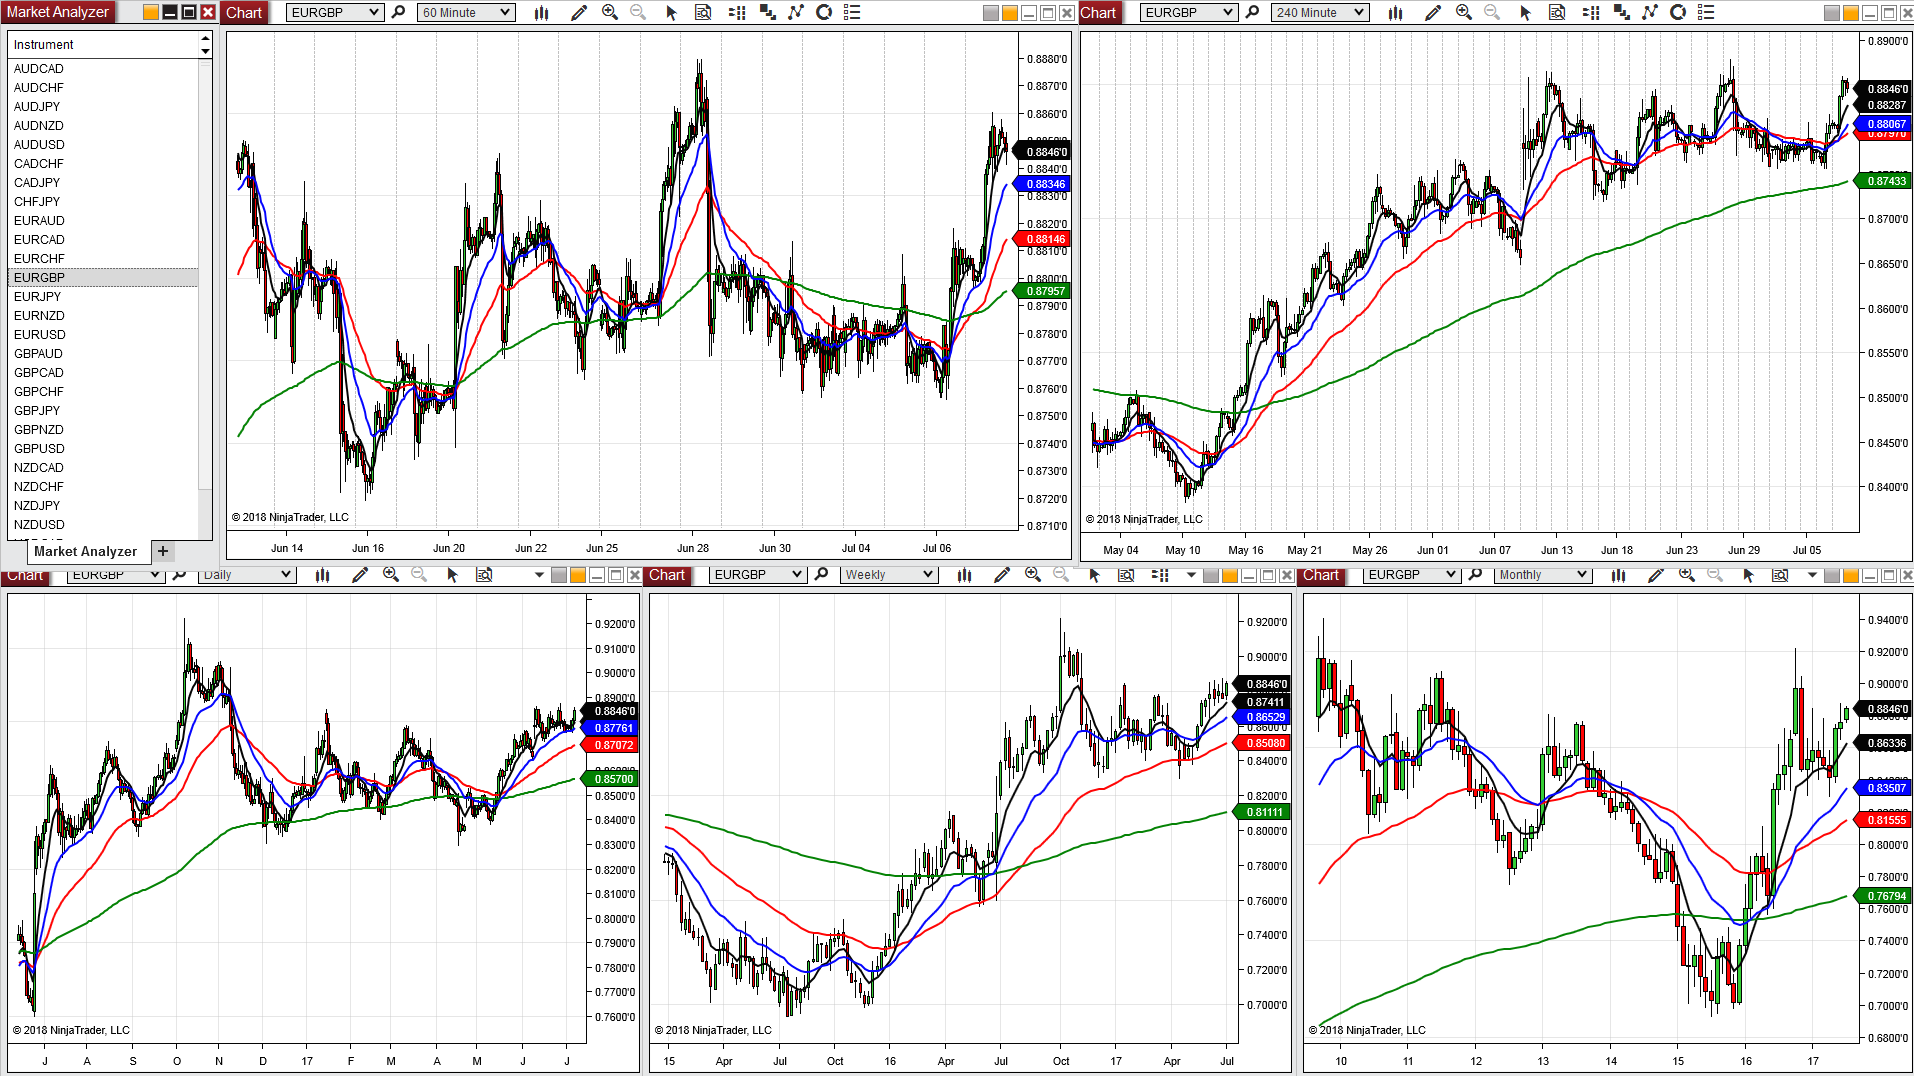 Market Analyzer
Instrument
AUDCAD
AUDCHF
AUDJPY
AUDNZD
AUDUSD
CADCHF
CADJPY
CHFJPY
EURAUD
EURCAD
EURCHF
EURGBP
EURJPY
EURNZD
EURUSD
GBPAUD
GBPCAD
GBPCHF
GBPJPY
GBPNZD
GBPUSD
NZDCAD
NZDCHF
NZDJPY
NZDUSD
Market Analyzer +
Chart EURGBP 60 Minute
0.8880'0
0.8870'0
0.8860'0
0.8846'0
0.8840'0
0.88346
0.8830'0
0.8820'0
0.88146
0.8810'0
0.8800'0
0.87957
0.8790'0
0.8780'0
0.8770'0
0.8760'0
0.8750'0
0.8740'0
0.8730'0
0.8720'0
0.8710'0
© 2018 NinjaTrader, LLC
Jun 14 Jun 16 Jun 20 Jun 22 Jun 25 Jun 28 Jun 30 Jul 04 Jul 06
Chart EURGBP 240 Minute
0.8900'0
0.8846'0
0.88287
0.88067
0.87970
0.87433
0.8700'0
0.8650'0
0.8600'0
0.8550'0
0.8500'0
0.8450'0
0.8400'0
© 2018 NinjaTrader, LLC
May 04 May 10 May 16 May 21 May 26 Jun 01 Jun 07 Jun 13 Jun 18 Jun 23 Jun 29 Jul 05
Chart EURGBP Daily
0.9200'0
0.9100'0
0.9000'0
0.8900'0
0.8846'0
0.87761
0.87072
0.85700
0.8500'0
0.8400'0
0.8300'0
0.8200'0
0.8100'0
0.8000'0
0.7900'0
0.7800'0
0.7700'0
0.7600'0
© 2018 NinjaTrader, LLC
J A S O N D 17 F M A M J J
Chart EURGBP Weekly
0.9200'0
0.9000'0
0.8846'0
0.87411
0.86529
0.8600'0
0.85080
0.8400'0
0.8200'0
0.81111
0.8000'0
0.7800'0
0.7600'0
0.7400'0
0.7200'0
0.7000'0
© 2018 NinjaTrader, LLC
15 Apr Jul Oct 16 Apr Jul Oct 17 Apr Jul
Chart EURGBP Monthly
0.9400'0
0.9200'0
0.9000'0
0.8846'0
0.86336
0.83507
0.81555
0.8000'0
0.7800'0
0.76794
0.7600'0
0.7400'0
0.7200'0
0.7000'0
0.6800'0
© 2018 NinjaTrader, LLC
10 11 12 13 14 15 16 17